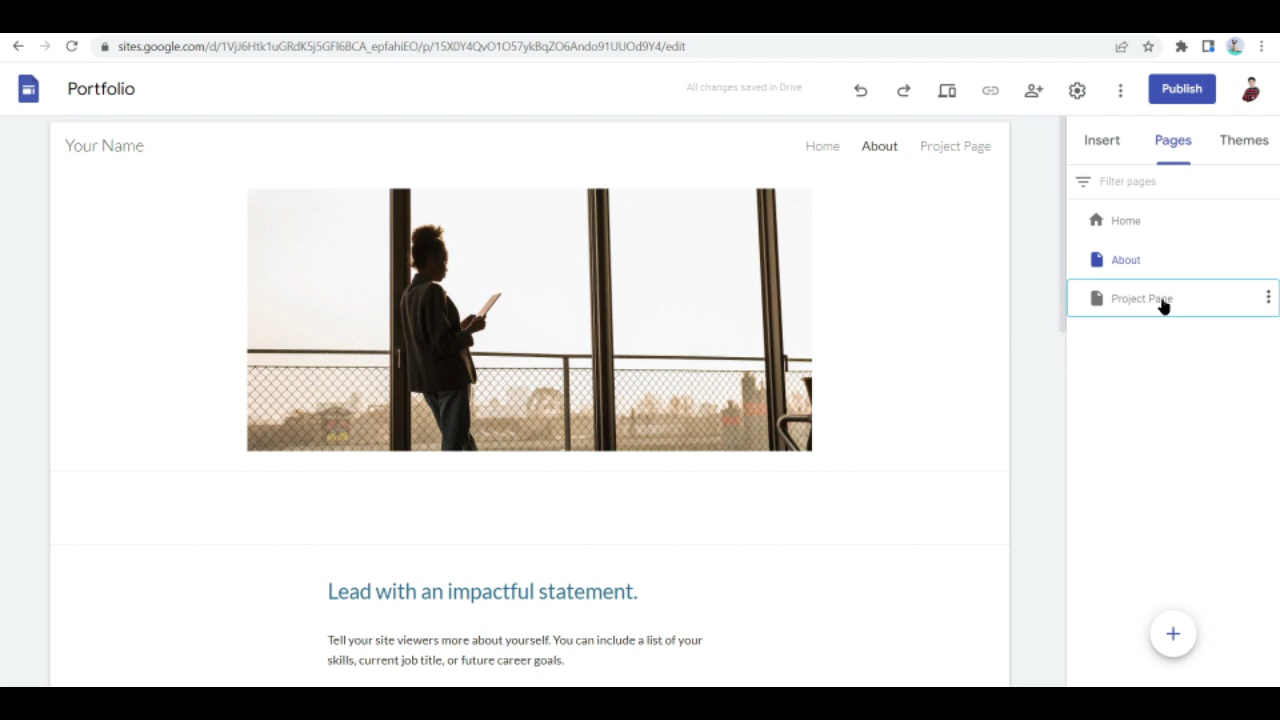 sites.google.com/d/1VjJ6Htk1uGRdK5j5GFI6BCA_epfahiEO/p/15X0Y4QvO1O57ykBqZO6Ando91UUOd9Y4/edit
Portfolio
All changes saved in Drive
Publish
Your Name
Home About Project Page
Insert Pages Themes
Filter pages
Home
About
Project Page
Lead with an impactful statement.
Tell your site viewers more about yourself. You can include a list of your
skills, current job title, or future career goals.